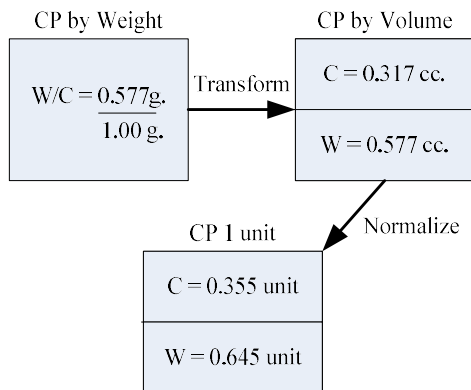 CP by Weight
CP by Volume
W/C = 0.577g.
1.00 g.
Transform
C = 0.317 cc.
W = 0.577 cc.
Normalize
CP 1 unit
C = 0.355 unit
W = 0.645 unit